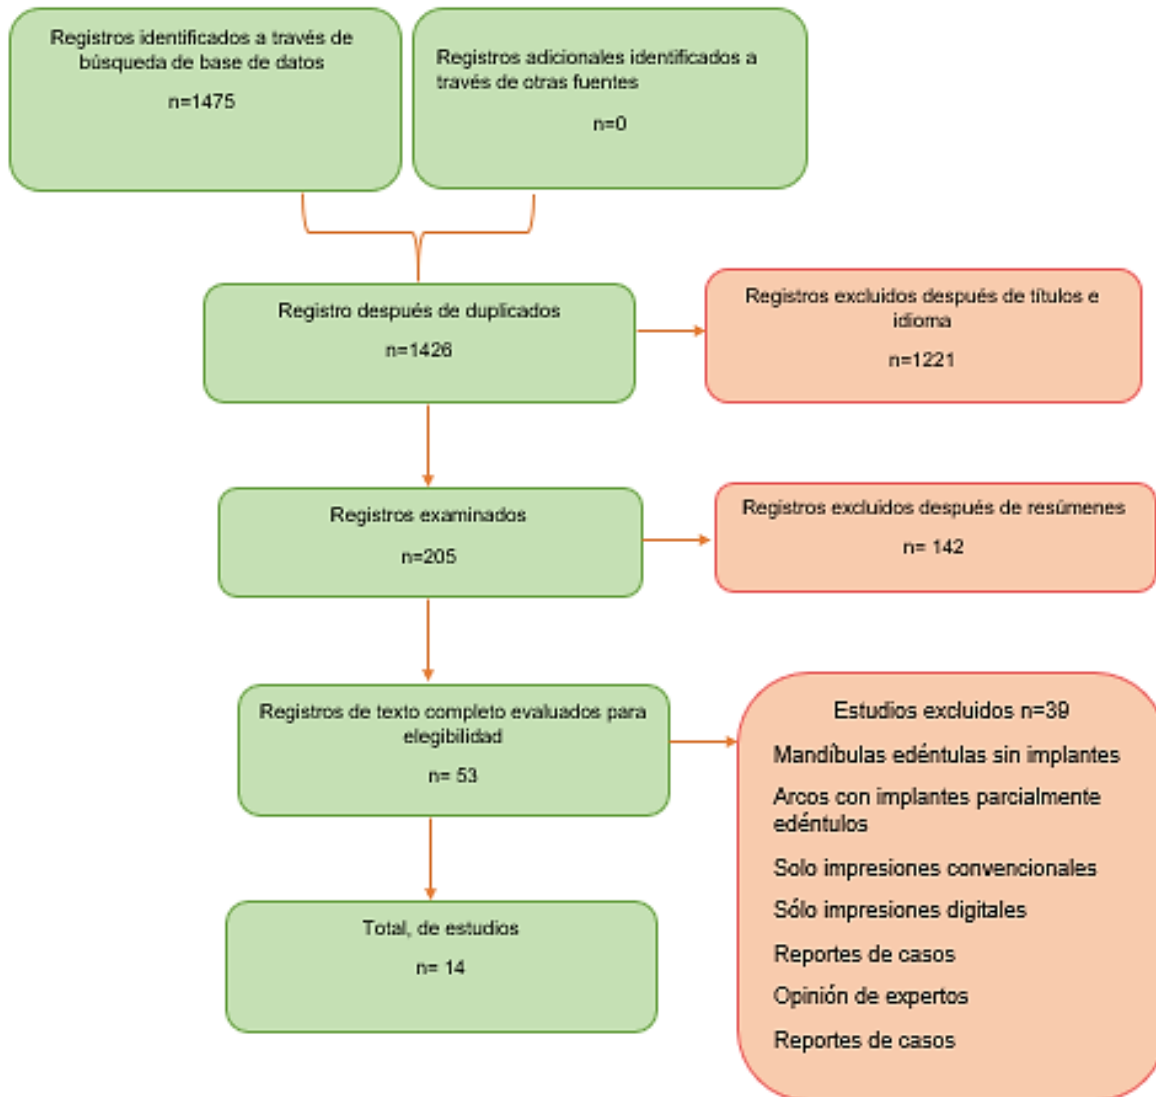 Registros identificados a través de
búsqueda de base de datos
n=1475
Registros adicionales identificados a
través de otras fuentes
n=0
Registro después de duplicados
n=1426
Registros excluidos después de títulos e
idioma
n=1221
Registros examinados
n=205
Registros excluidos después de resúmenes
n= 142
Registros de texto completo evaluados para
elegibilidad
n= 53
Estudios excluidos n=39
Mandíbulas edéntulas sin implantes
Arcos con implantes parcialmente
edéntulos
Solo impresiones convencionales
Sólo impresiones digitales
Reportes de casos
Opinión de expertos
Reportes de casos
Total, de estudios
n= 14